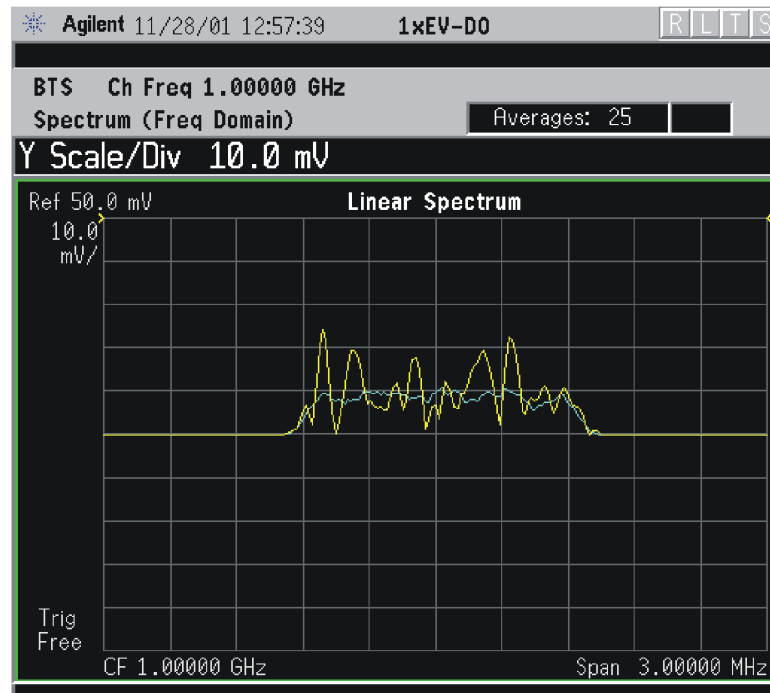 Agilent 11/28/01 12:57:39 1xEV-DO R L T S
BTS Ch Freq 1.00000 GHz
Spectrum (Freq Domain) Averages: 25
Y Scale/Div 10.0 mV
Ref 50.0 mV Linear Spectrum
10.0
mV/
Trig
Free
CF 1.00000 GHz Span 3.00000 MHz